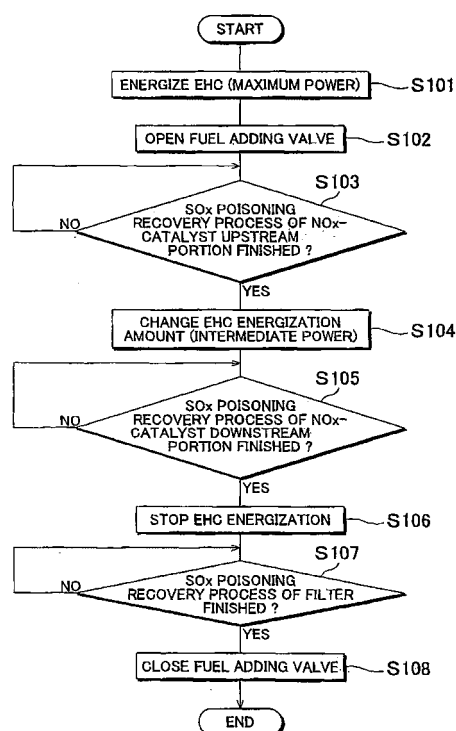 START
ENERGIZE EHC (MAXIMUM POWER)
S101
OPEN FUEL ADDING VALVE
S102
S103
SOx POISONING
RECOVERY PROCESS OF NOx-
CATALYST UPSTREAM
PORTION FINISHED ?
NO
YES
CHANGE EHC ENERGIZATION
AMOUNT (INTERMEDIATE POWER)
S104
S105
SOx POISONING
RECOVERY PROCESS OF NOx-
CATALYST DOWNSTREAM
PORTION FINISHED ?
NO
YES
STOP EHC ENERGIZATION
S106
S107
SOx POISONING
RECOVERY PROCESS OF FILTER
FINISHED ?
NO
YES
CLOSE FUEL ADDING VALVE
S108
END